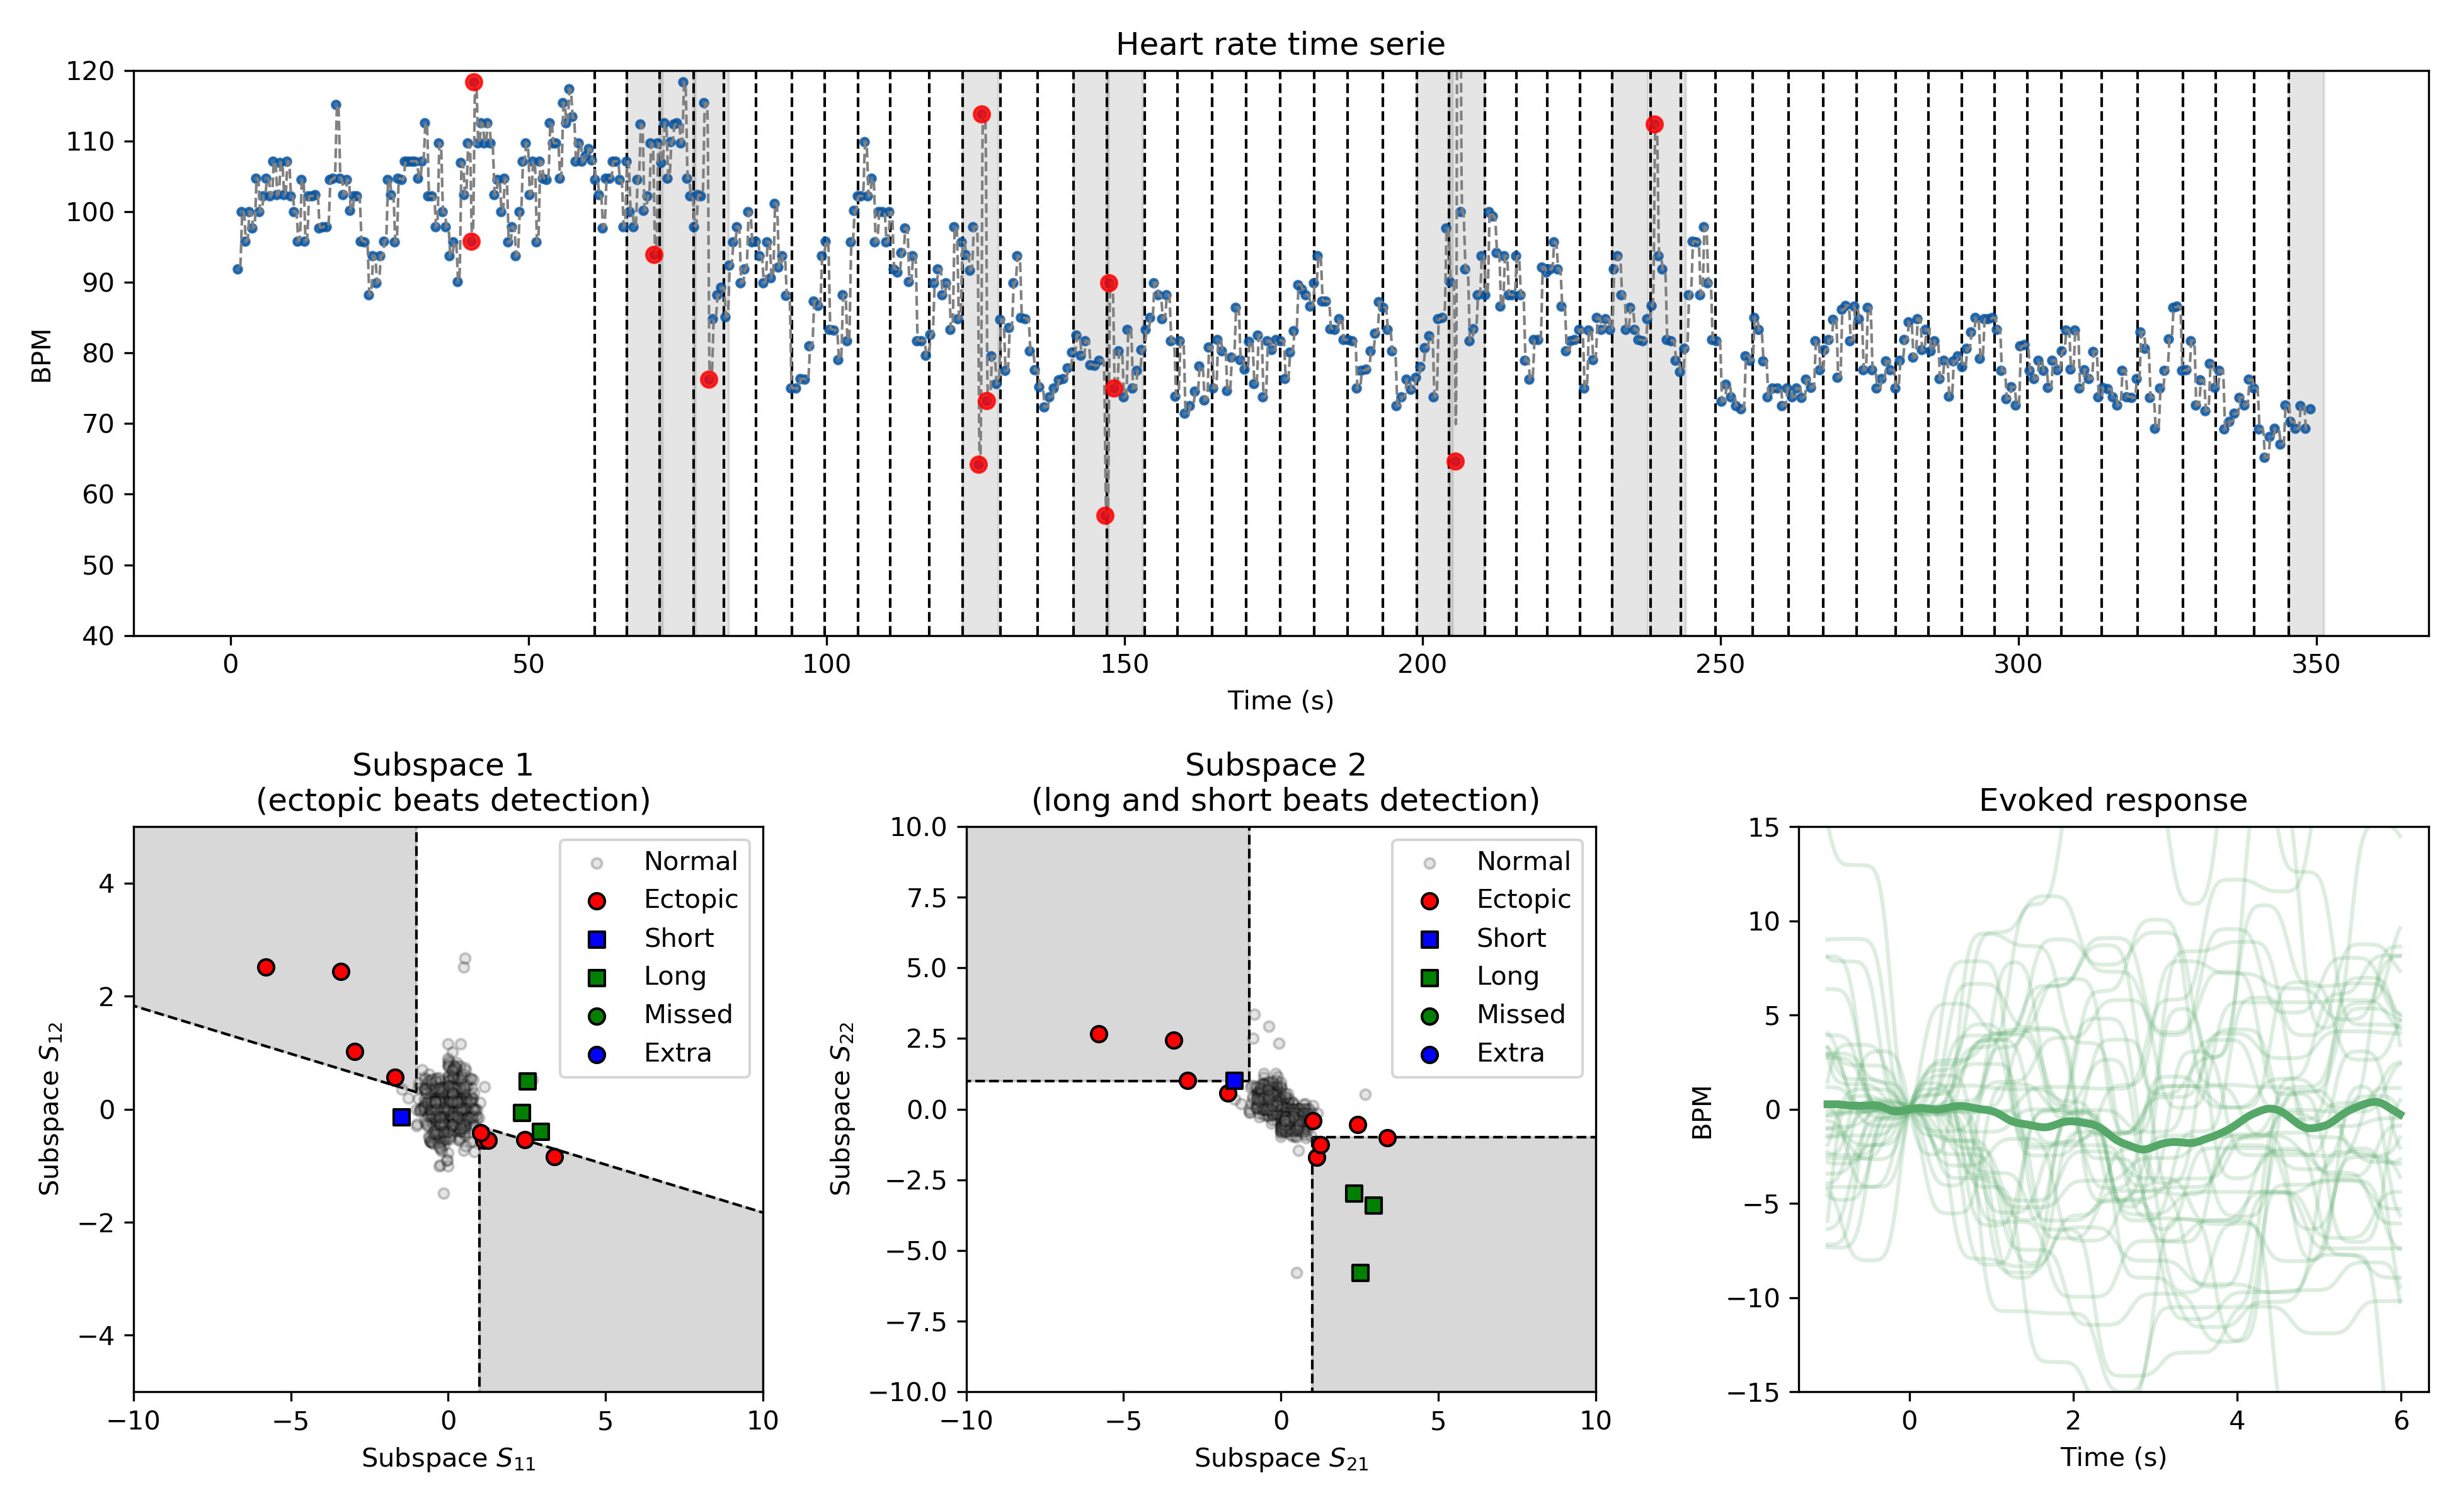 Heart rate time serie
120
110
100
90
80
70
60
50
40
BPM
0 50 100 150 200 250 300 350
Time (s)
Subspace 1
(ectopic beats detection)
4
2
0
−2
−4
Subspace S12
Normal
Ectopic
Short
Long
Missed
Extra
−10 −5 0 5 10
Subspace S11
Subspace 2
(long and short beats detection)
10.0
7.5
5.0
2.5
0.0
−2.5
−5.0
−7.5
−10.0
Subspace S22
Normal
Ectopic
Short
Long
Missed
Extra
−10 −5 0 5 10
Subspace S21
Evoked response
15
10
5
0
−5
−10
−15
BPM
0 2 4 6
Time (s)